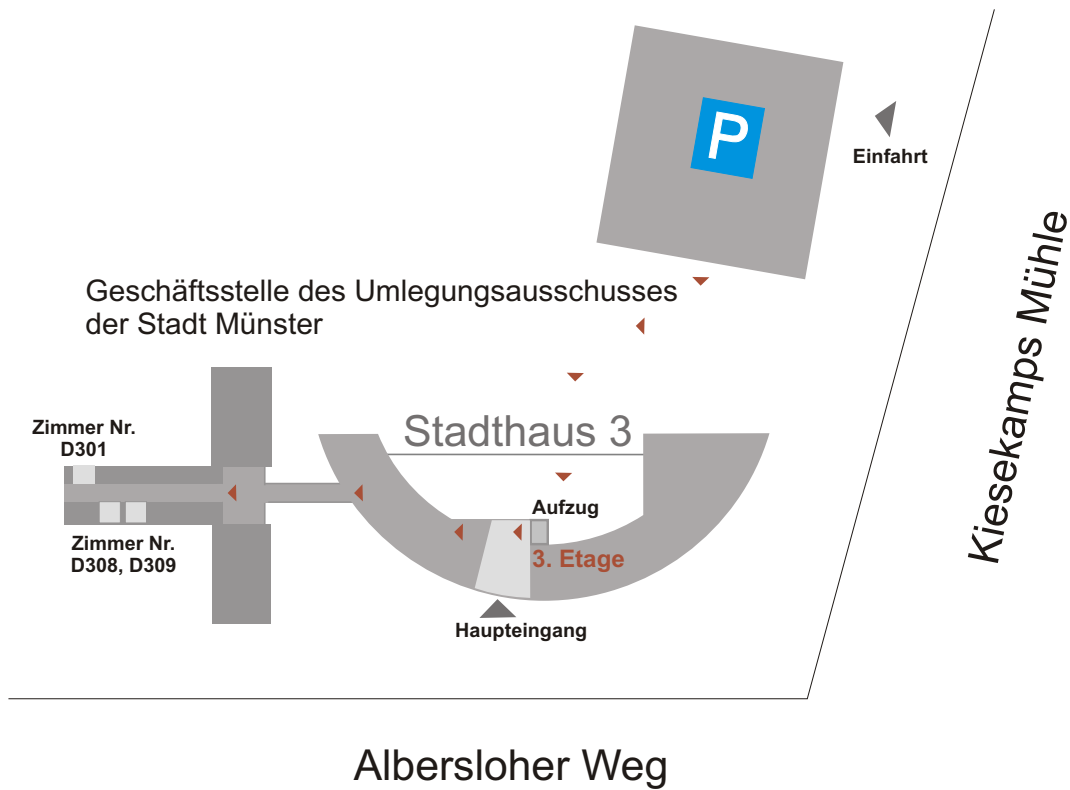 P
Einfahrt
Kiesekamps Mühle
Geschäftsstelle des Umlegungsausschusses
der Stadt Münster
Stadthaus 3
Zimmer Nr.
D301
Aufzug
3. Etage
Zimmer Nr.
D308, D309
Haupteingang
Albersloher Weg